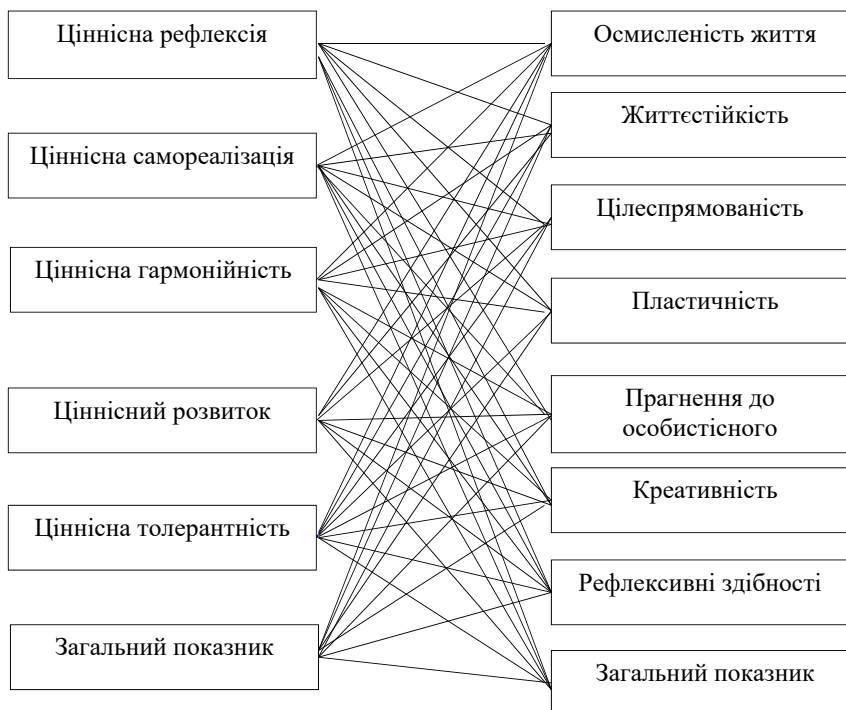 Ціннісна рефлексія
Ціннісна самореалізація
Ціннісна гармонійність
Ціннісний розвиток
Ціннісна толерантність
Загальний показник
Осмисленість життя
Життєстійкість
Цілеспрямованість
Пластичність
Прагнення до
особистісного
Креативність
Рефлексивні здібності
Загальний показник